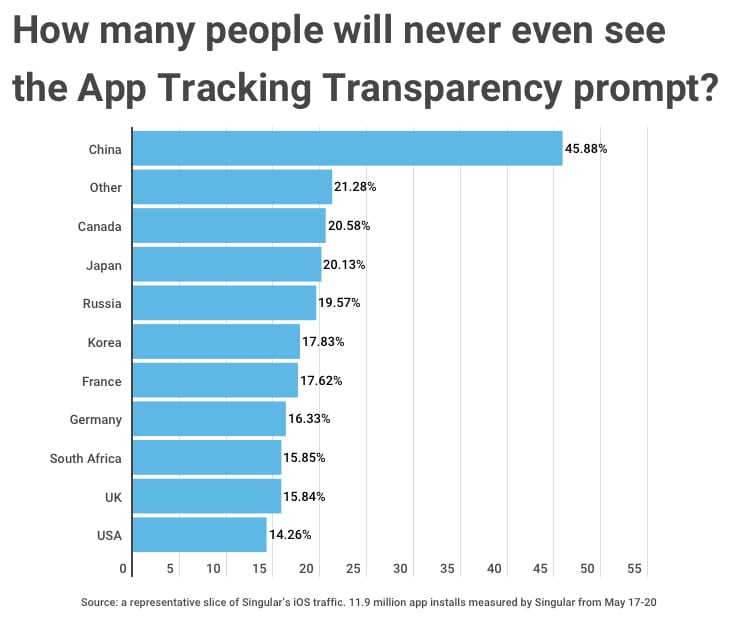 How many people will never even see
the App Tracking Transparency prompt?
China 45.88%
Other 21.28%
Canada 20.58%
Japan 20.13%
Russia 19.57%
Korea 17.83%
France 17.62%
Germany 16.33%
South Africa 15.85%
UK 15.84%
USA 14.26%
0 5 10 15 20 25 30 35 40 45 50 55
Source: a representative slice of Singular's iOS traffic. 11.9 million app installs measured by Singular from May 17-20